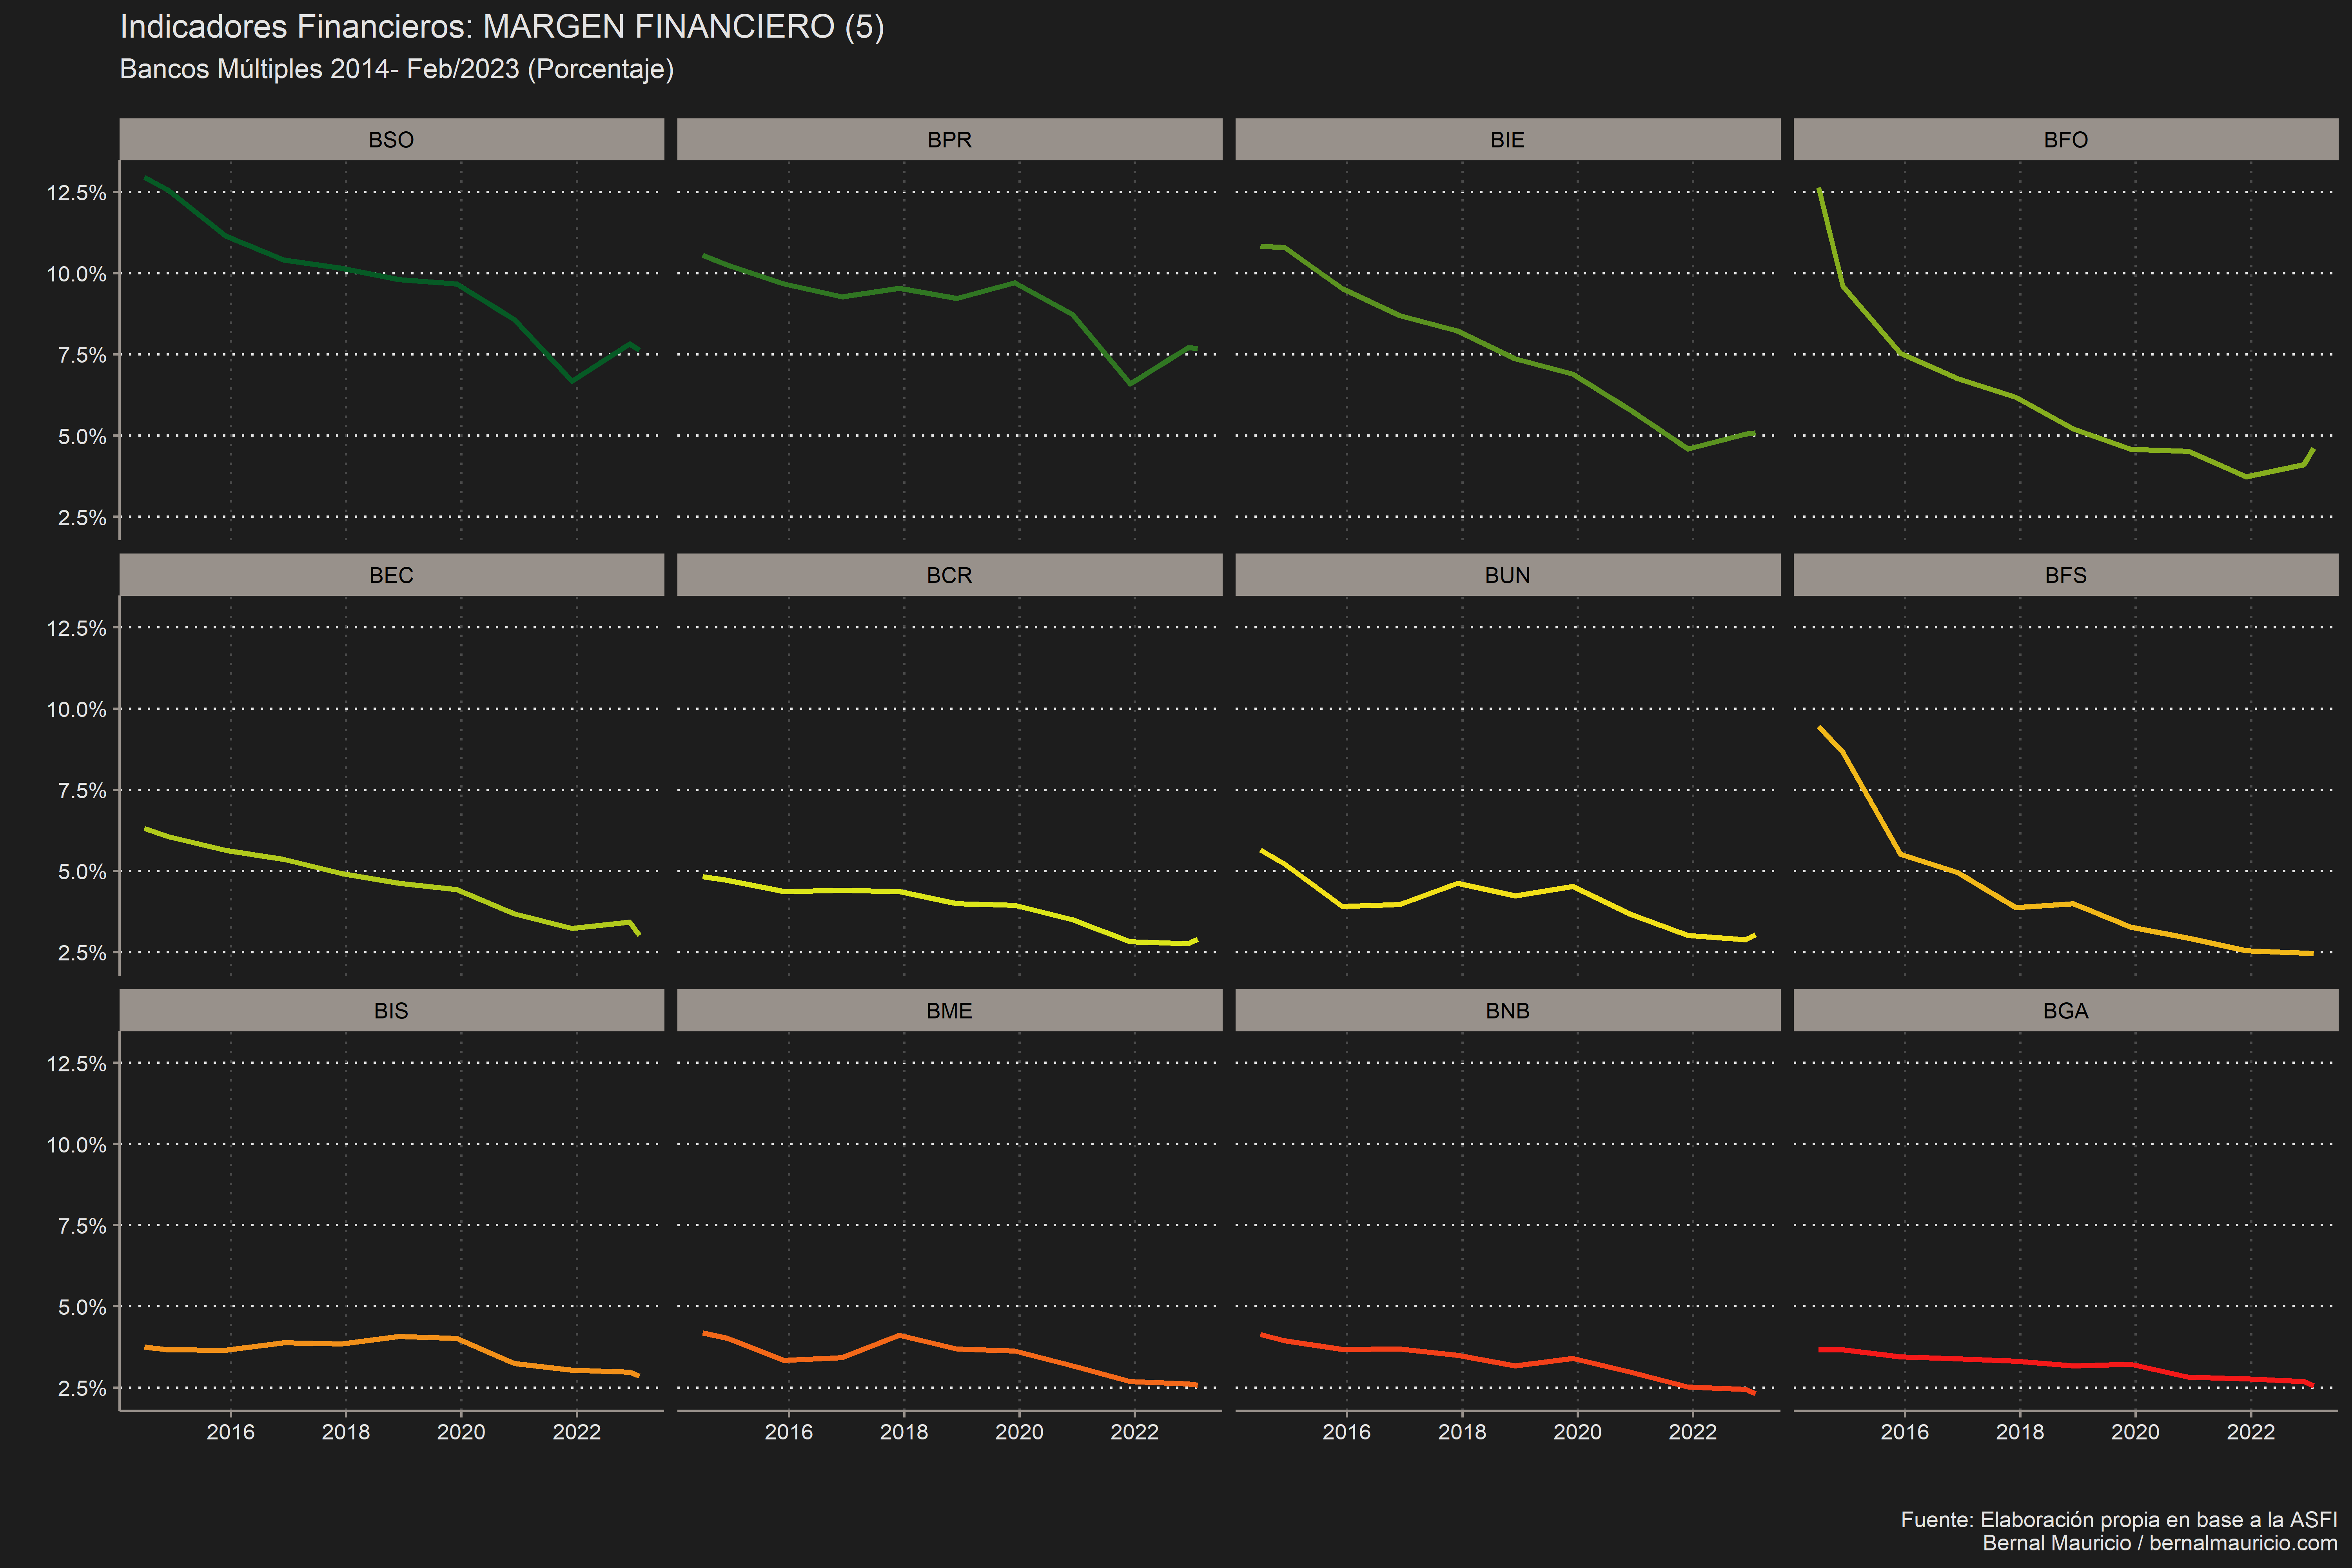 Indicadores Financieros: MARGEN FINANCIERO (5)
Bancos Múltiples 2014- Feb/2023 (Porcentaje)
BSO BPR BIE BFO
12.5%
10.0%
7.5%
5.0%
2.5%
BEC BCR BUN BFS
12.5%
10.0%
7.5%
5.0%
2.5%
BIS BME BNB BGA
12.5%
10.0%
7.5%
5.0%
2.5%
2016 2018 2020 2022 2016 2018 2020 2022 2016 2018 2020 2022 2016 2018 2020 2022
Fuente: Elaboración propia en base a la ASFI
Bernal Mauricio / bernalmauricio.com